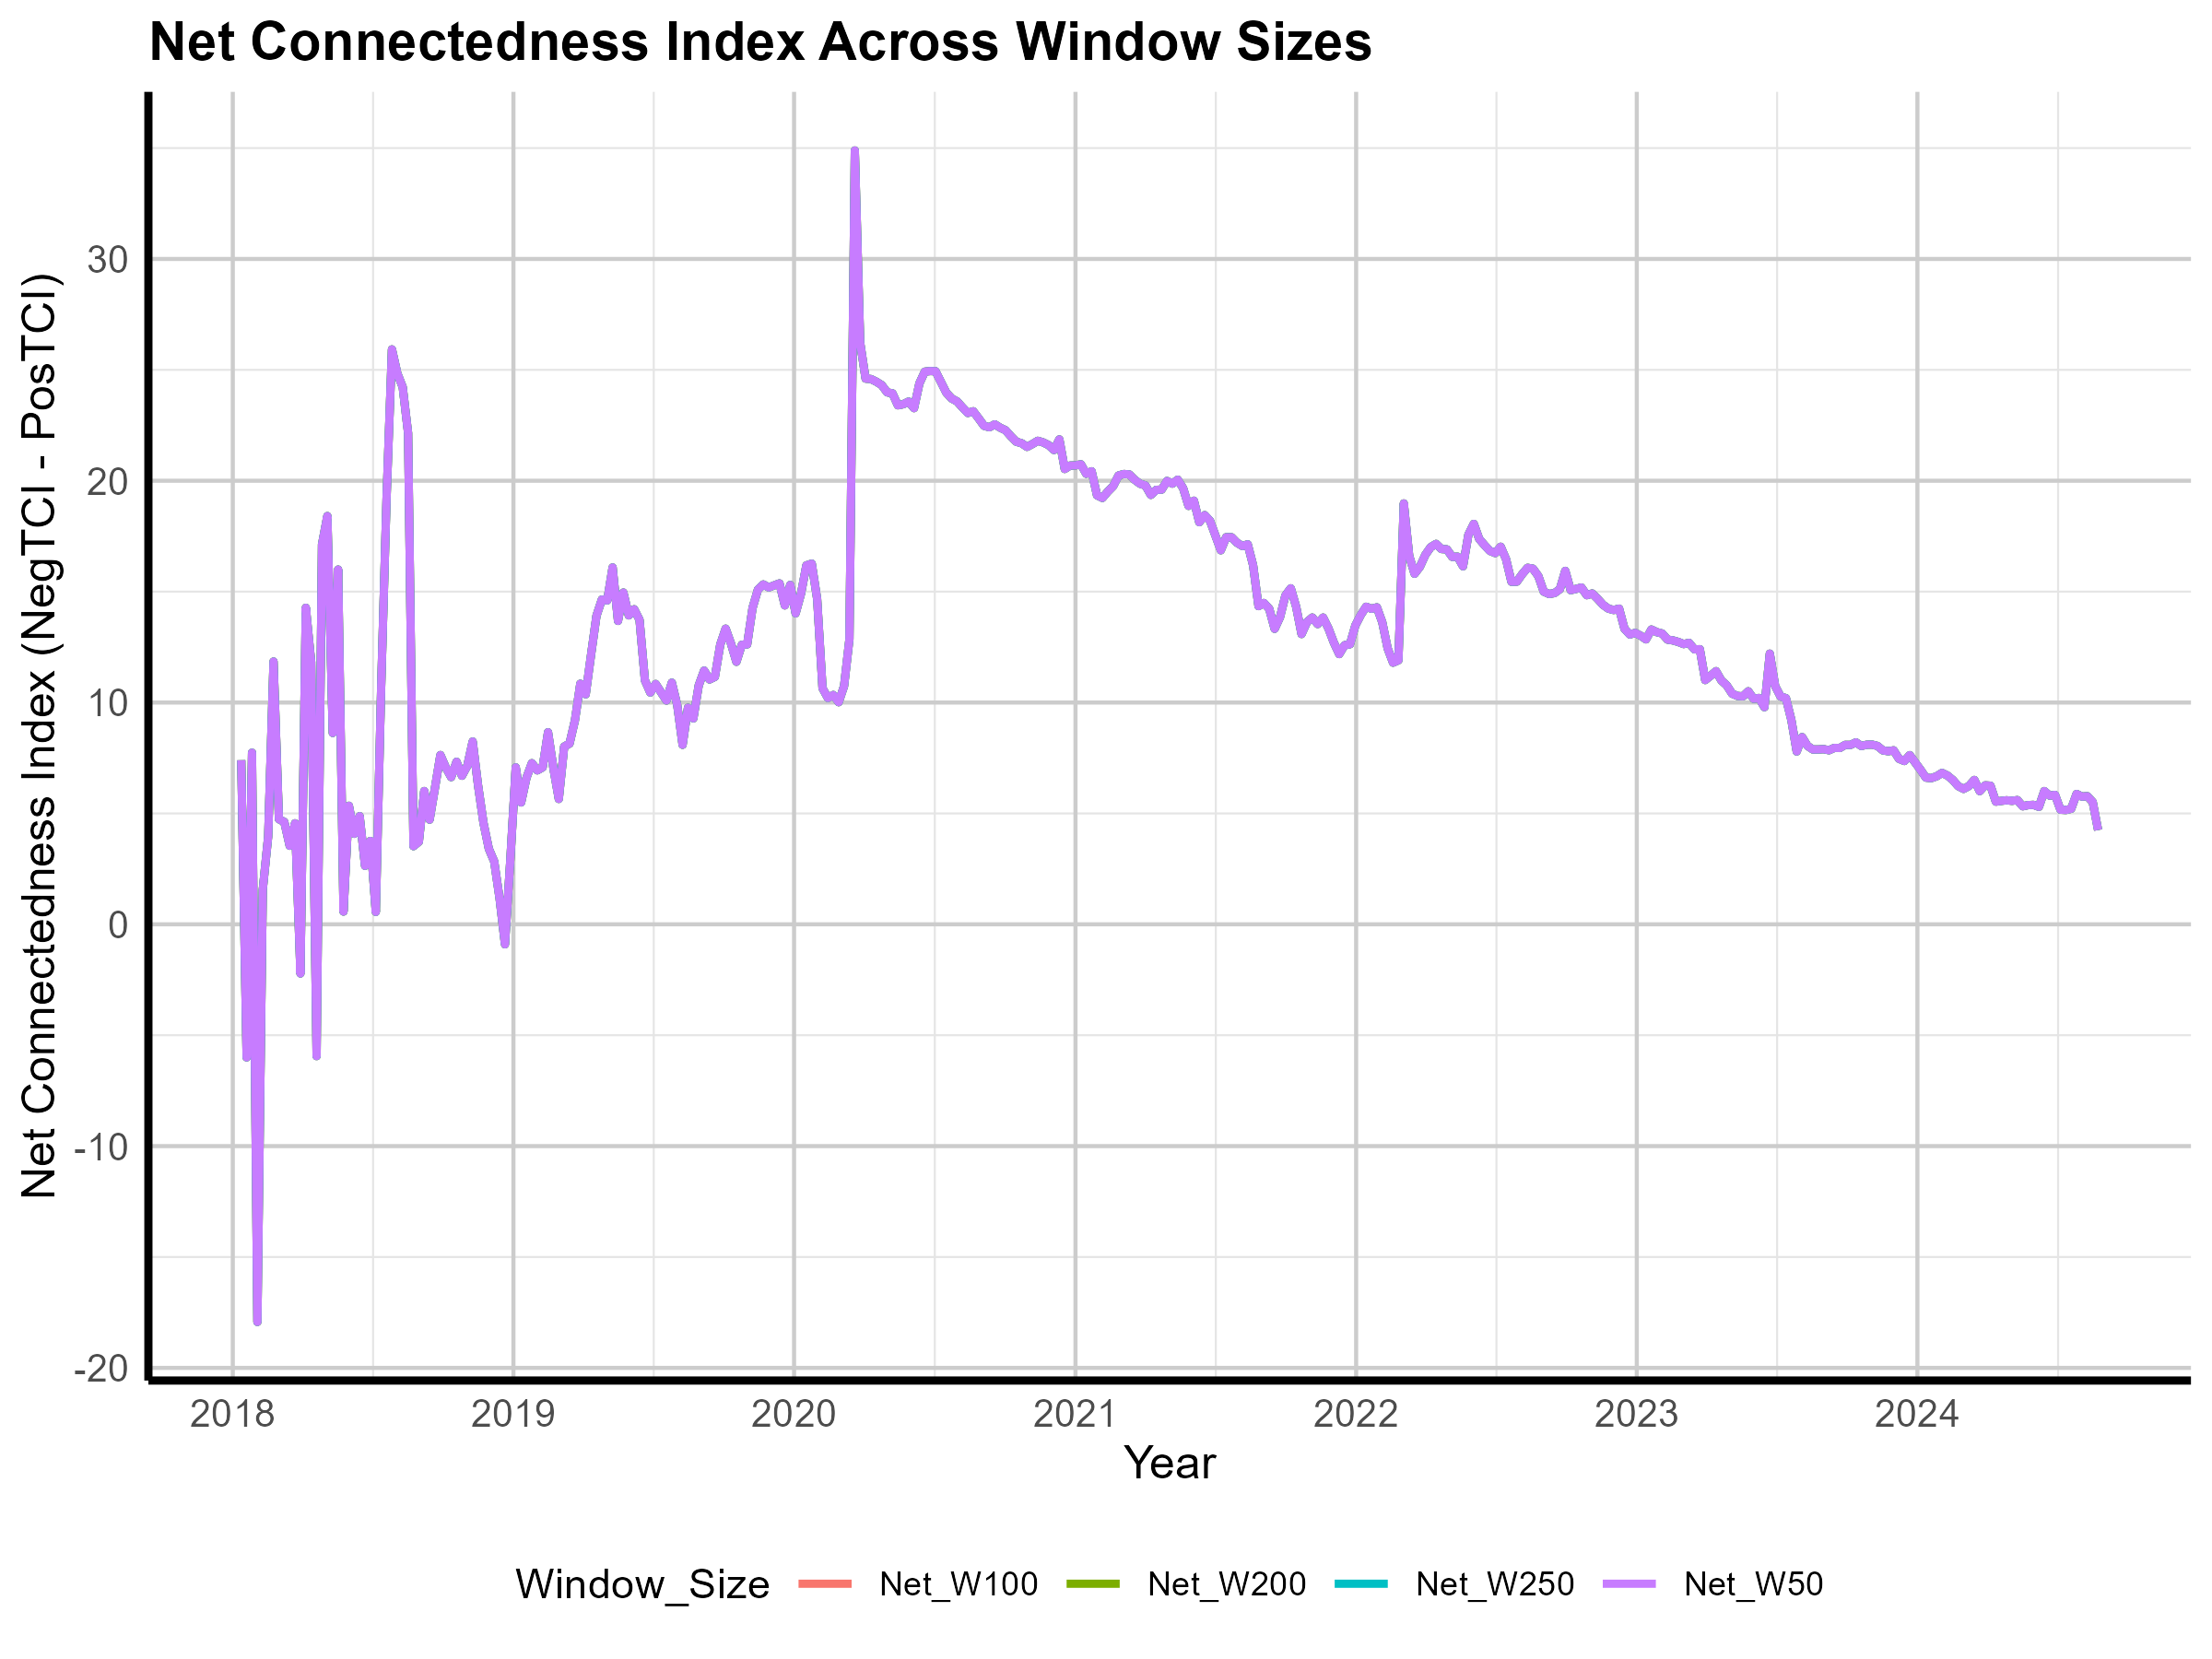 Net Connectedness Index Across Window Sizes
Net Connectedness Index (NegTCI - PosTCI)
30
20
10
0
-10
-20
2018 2019 2020 2021 2022 2023 2024
Year
Window_Size Net_W100 Net_W200 Net_W250 Net_W50